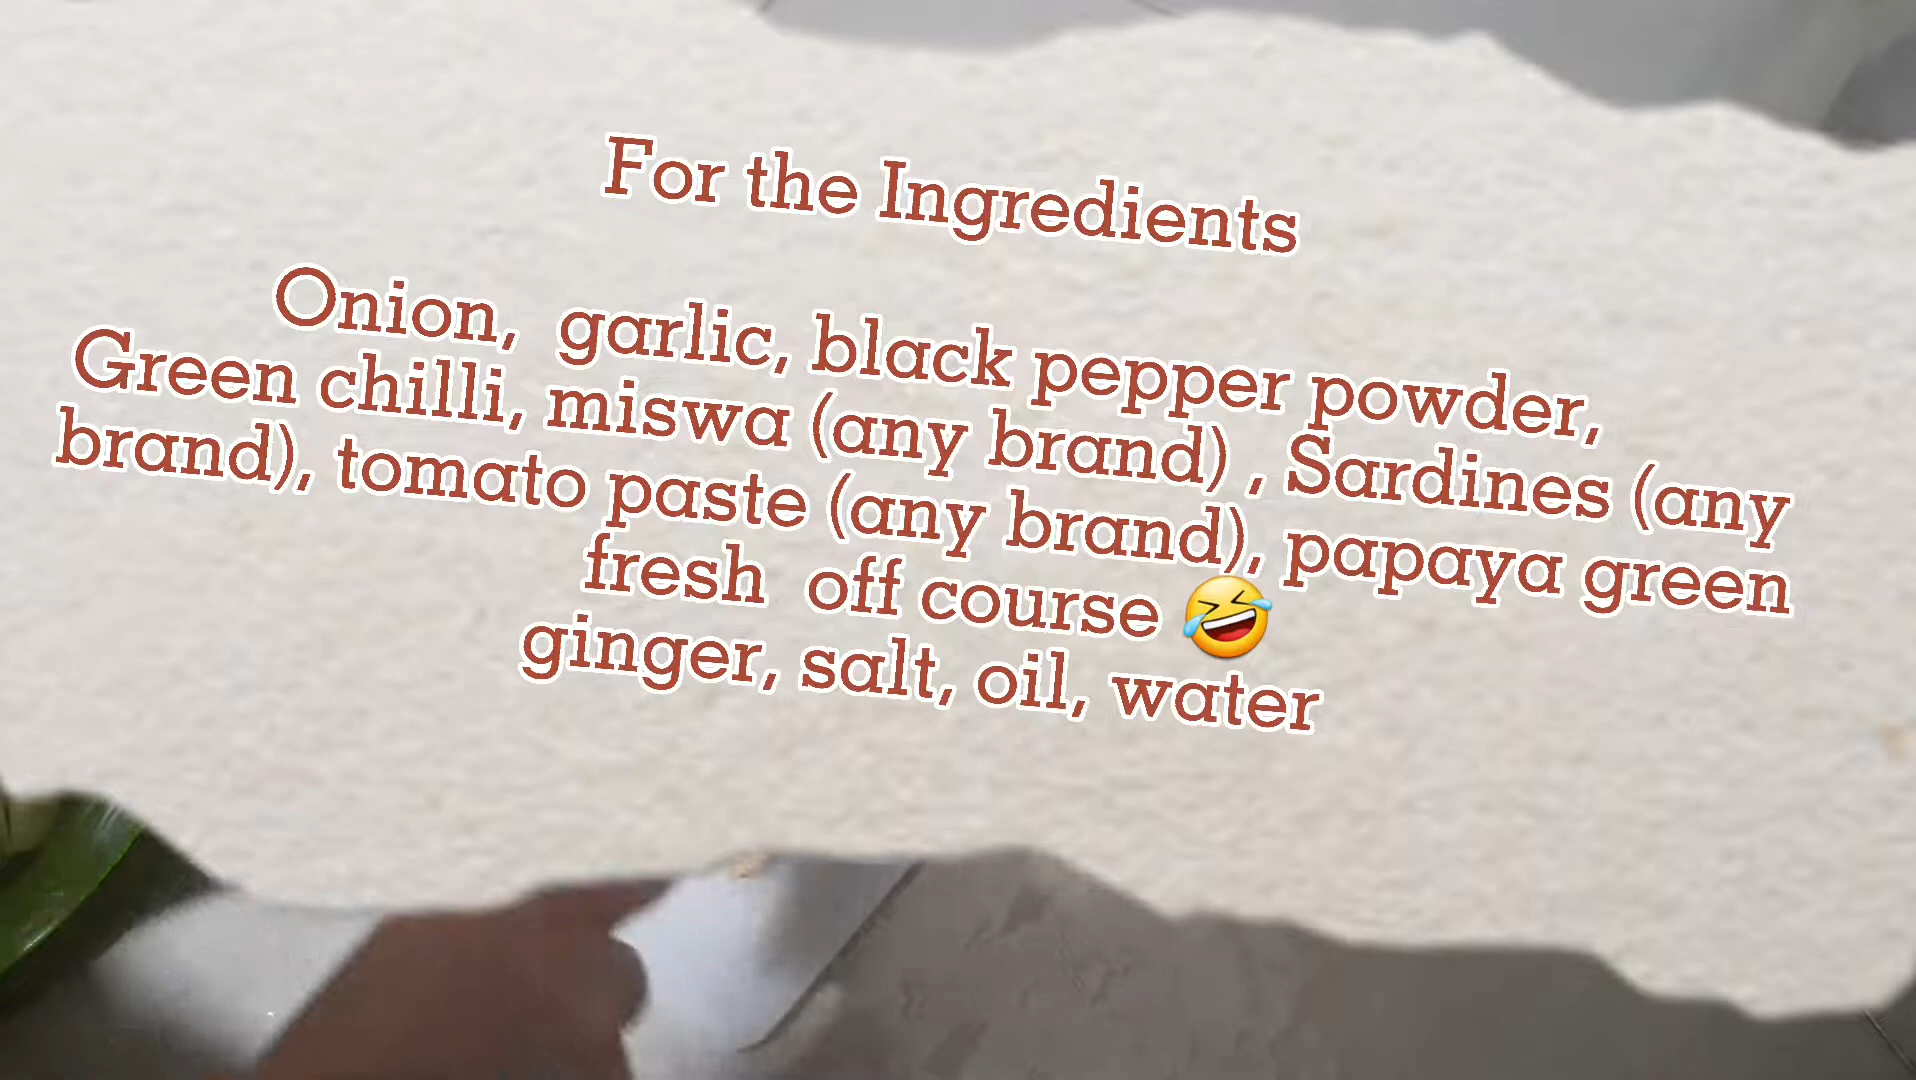 For the Ingredients
Onion,  garlic, black pepper powder,
Green chilli, miswa (any brand) , Sardines (any
brand), tomato paste (any brand), papaya green
fresh  off course 🤣
ginger, salt, oil, water